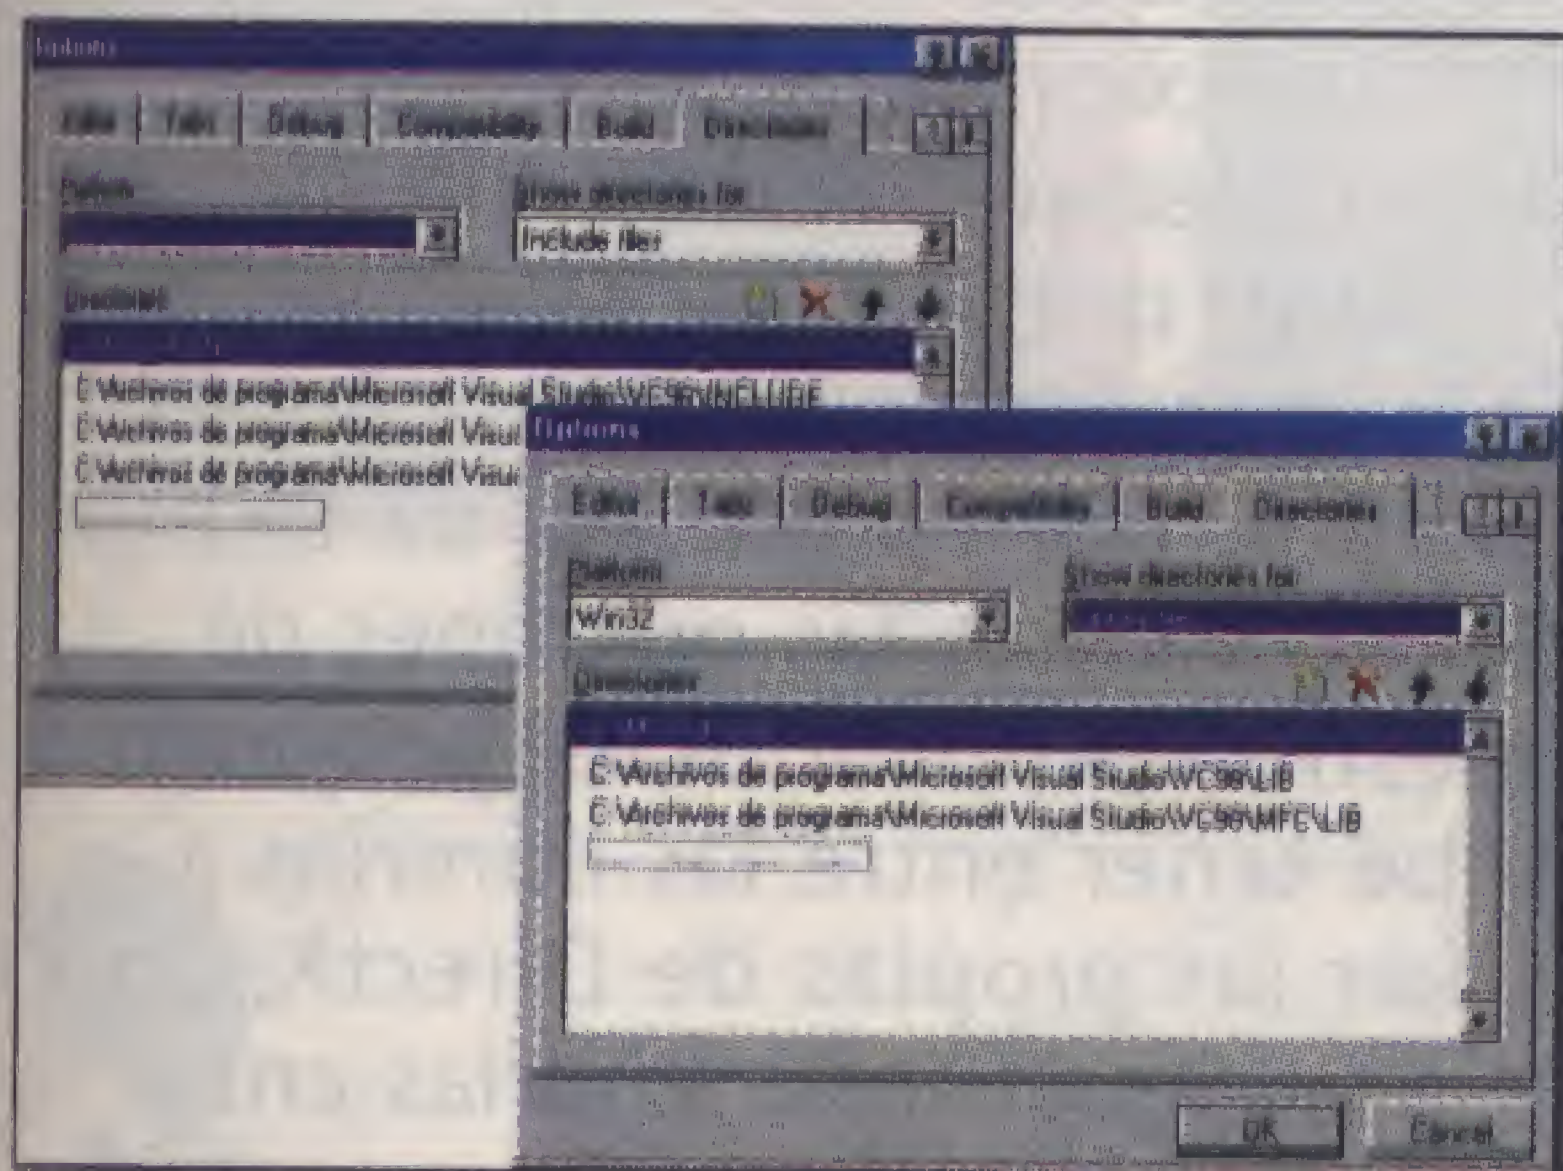 Options
Editor Tabs Debug Compatibility Build Directories
Platform: Show directories for:
Include files
Directories:
C:\Archivos de programa\Microsoft Visual Studio\VC98\INCLUDE
C:\Archivos de programa\Microsoft Visual
C:\Archivos de programa\Microsoft Visual
Options
Editor Tabs Debug Compatibility Build Directories
Platform: Show directories for:
Win32
Directories:
C:\Archivos de programa\Microsoft Visual Studio\VC98\LIB
C:\Archivos de programa\Microsoft Visual Studio\VC98\MFC\LIB
OK Cancel